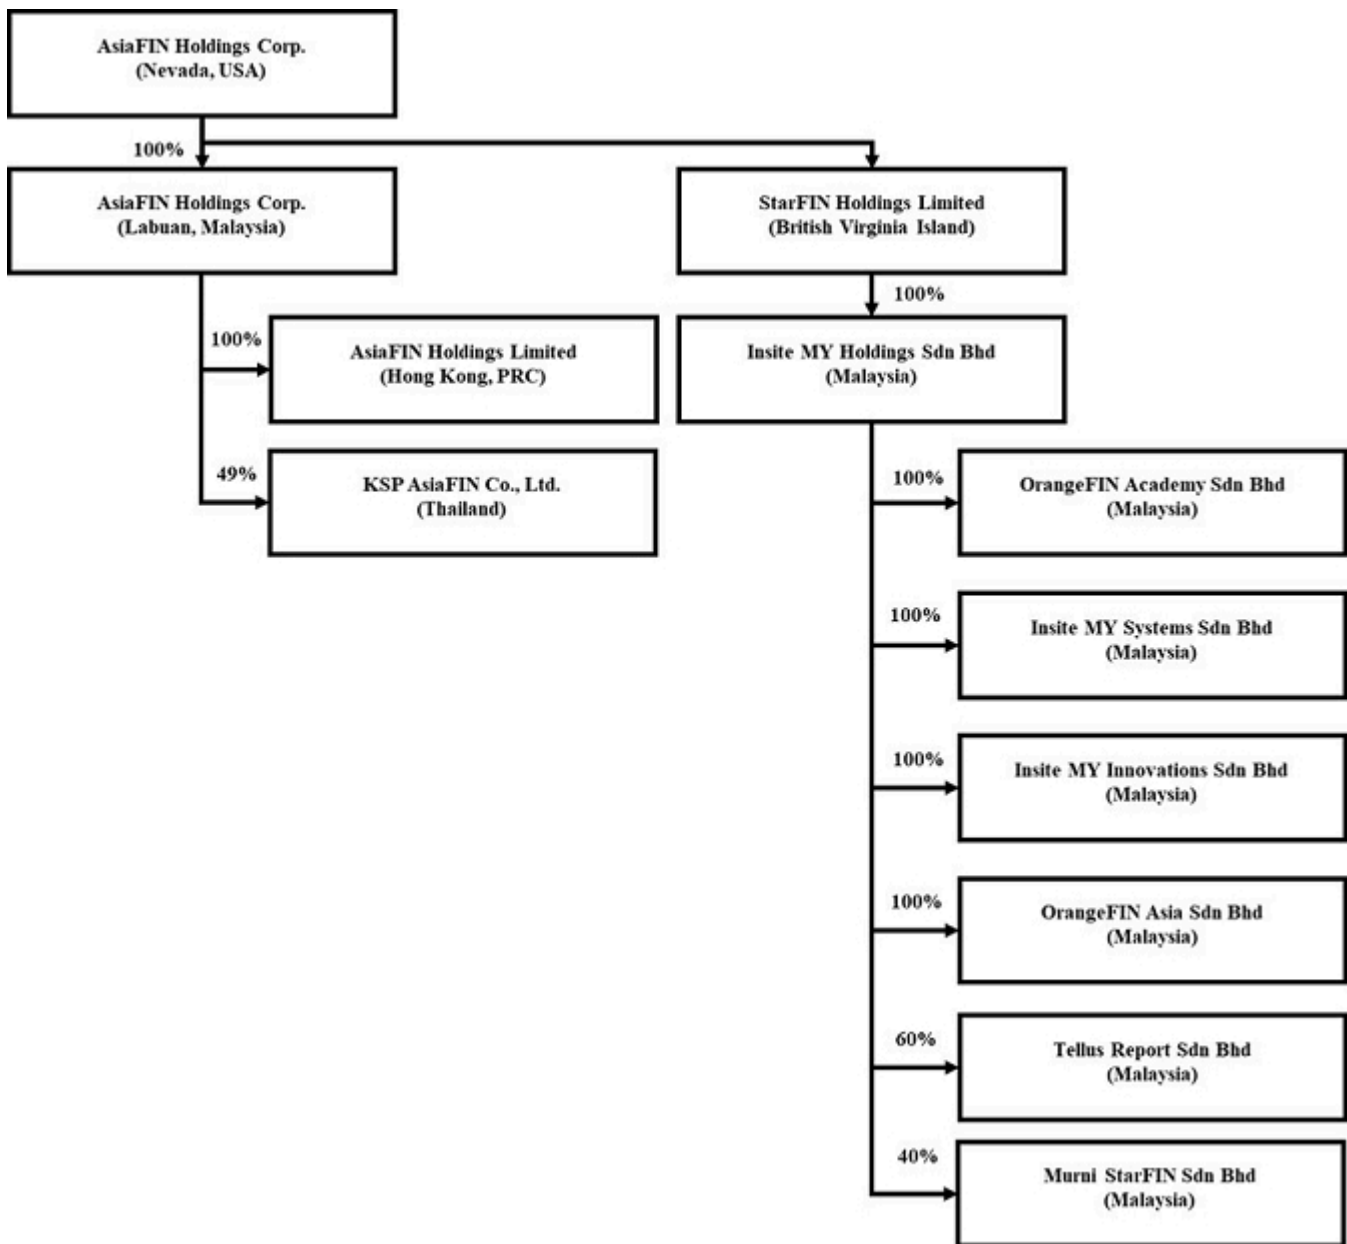 AsiaFIN Holdings Corp.
(Nevada, USA)
100%
AsiaFIN Holdings Corp.
(Labuan, Malaysia)
StarFIN Holdings Limited
(British Virginia Island)
100%
100%
AsiaFIN Holdings Limited
(Hong Kong, PRC)
Insite MY Holdings Sdn Bhd
(Malaysia)
49%
KSP AsiaFIN Co., Ltd.
(Thailand)
100%
OrangeFIN Academy Sdn Bhd
(Malaysia)
100%
Insite MY Systems Sdn Bhd
(Malaysia)
100%
Insite MY Innovations Sdn Bhd
(Malaysia)
100%
OrangeFIN Asia Sdn Bhd
(Malaysia)
60%
Tellus Report Sdn Bhd
(Malaysia)
40%
Murni StarFIN Sdn Bhd
(Malaysia)